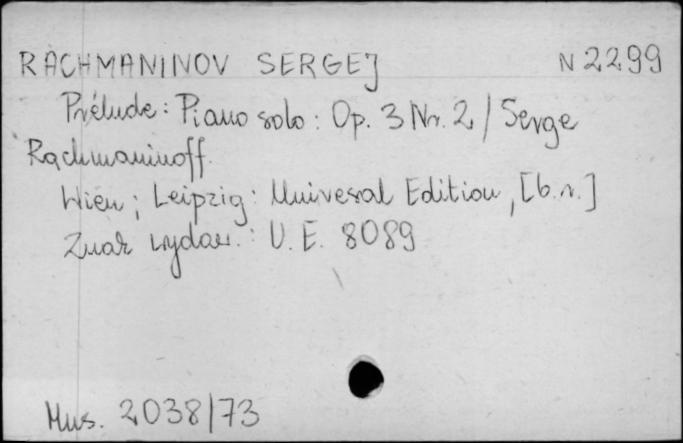 RACHMANINOV SERGEJ N 2299
Prélude : Piano solo : Op. 3 Nr. 2 / Serge
Rachmaninoff.
Wien ; Leipzig : Univesal Edition, [b.r.]
Znak wydaw. : U. E. 8089
Mus. 2038/73